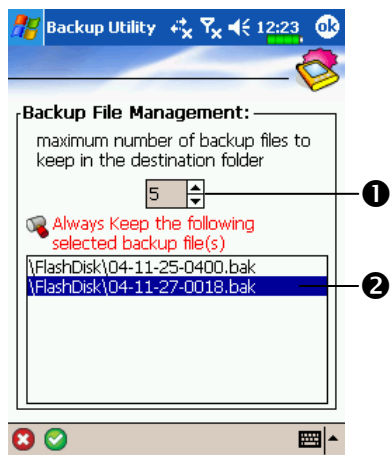 Backup Utility 12:23 ok
Backup File Management:
maximum number of backup files to
keep in the destination folder
5
1
Always Keep the following
selected backup file(s)
\FlashDisk\04-11-25-0400.bak
\FlashDisk\04-11-27-0018.bak
2